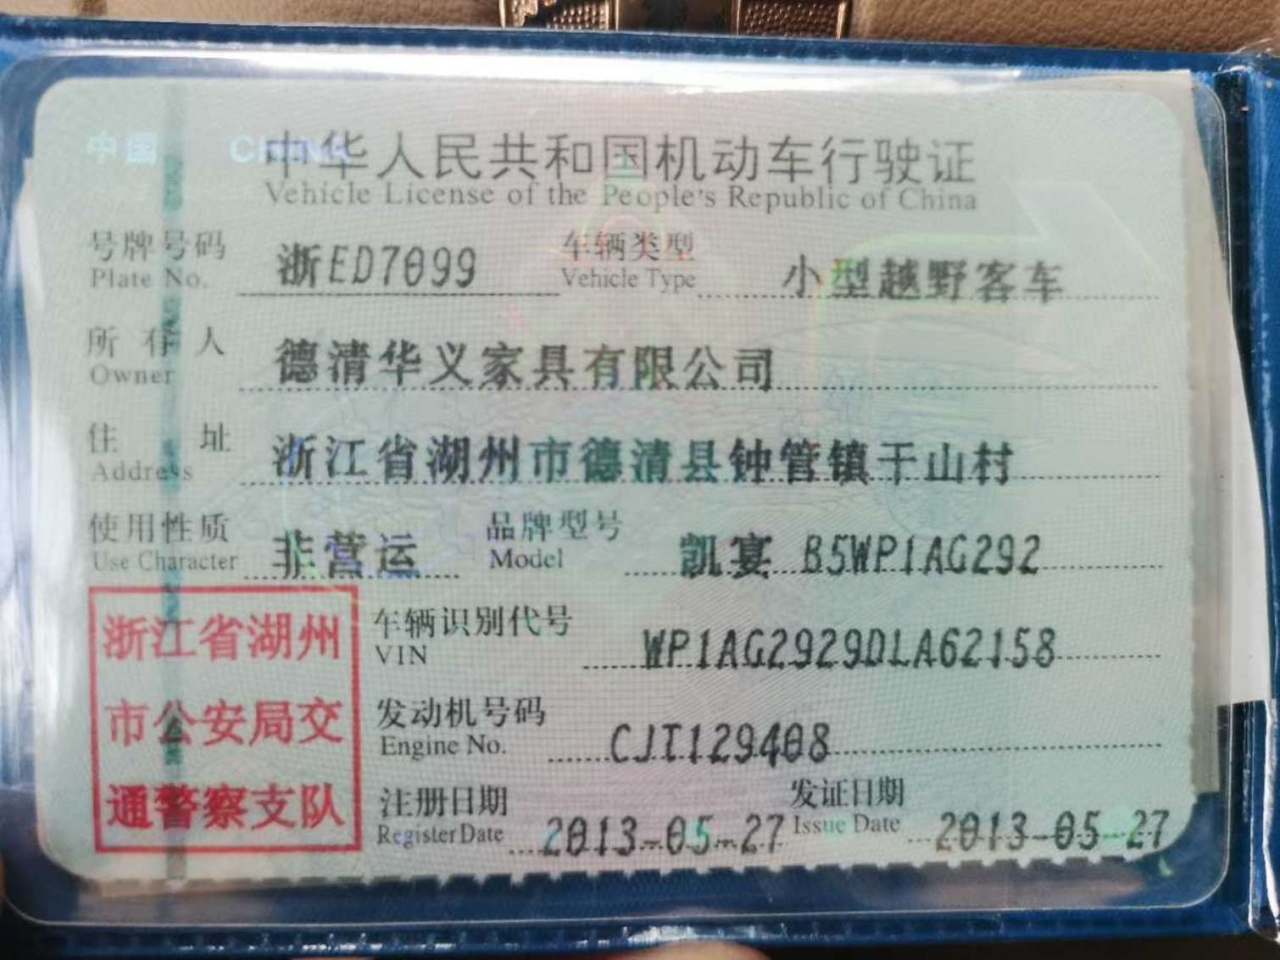 中国 CHINA
中华人民共和国机动车行驶证
Vehicle License of the People's Republic of China
号牌号码 浙ED7099 车辆类型 小型越野客车
Plate No. Vehicle Type
所有人 德清华义家具有限公司
Owner
住址 浙江省湖州市德清县钟管镇干山村
Address
使用性质 非营运 品牌型号 凯宴 B5WP1AG292
Use Character Model
浙江省湖州
市公安局交
通警察支队
车辆识别代号 WP1AG2929DLA62158
VIN
发动机号码 CJT129408
Engine No.
注册日期 2013-05-27 发证日期 2013-05-27
Register Date Issue Date